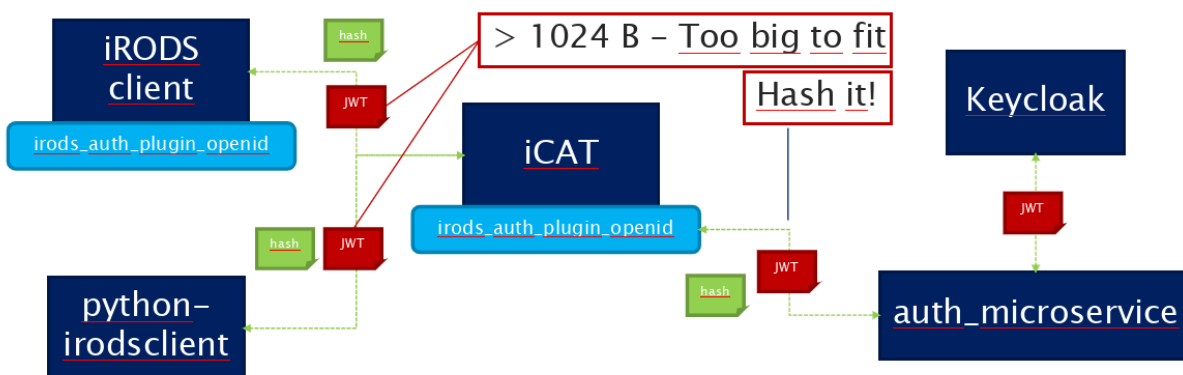 iRODS
client
irods_auth_plugin_openid
hash
JWT
> 1024 B – Too big to fit
Hash it!
Keycloak
iCAT
irods_auth_plugin_openid
hash
JWT
JWT
hash
JWT
python-
irodsclient
auth_microservice